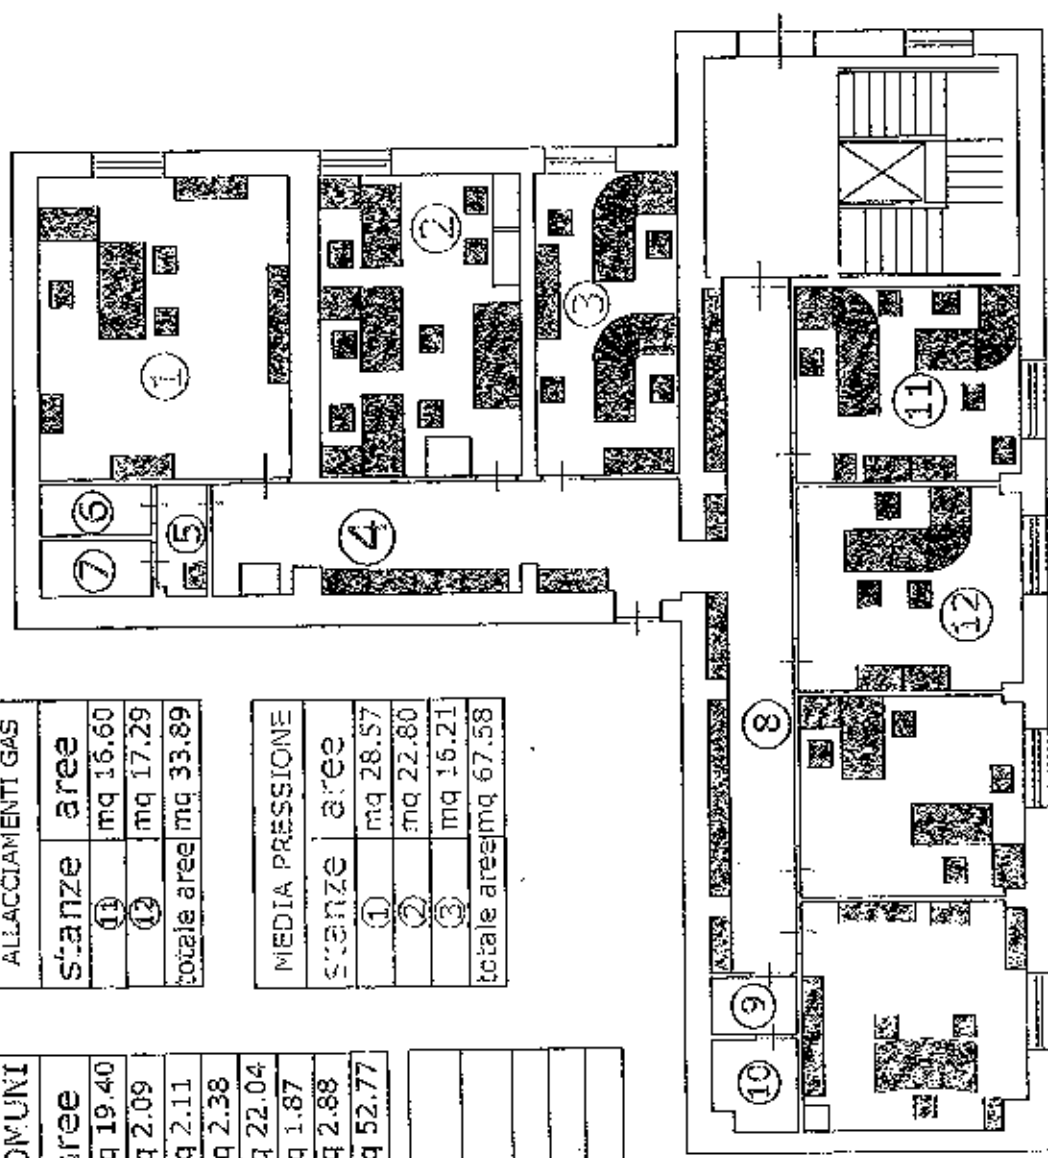 OMUNI
ree
q 19.40
q 2.09
q 2.11
q 2.38
q 22.04
q 1.87
q 2.88
q 52.77
ALLACCIAMENTI GAS
stanze aree
11 mq 16.60
12 mq 17.29
totale aree mq 33.89
MEDIA PRESSIONE
stanze aree
1 mq 28.57
2 mq 22.80
3 mq 16.21
totale aree mq 67.58
7
6
1
5
4
2
3
10
9
8
12
11